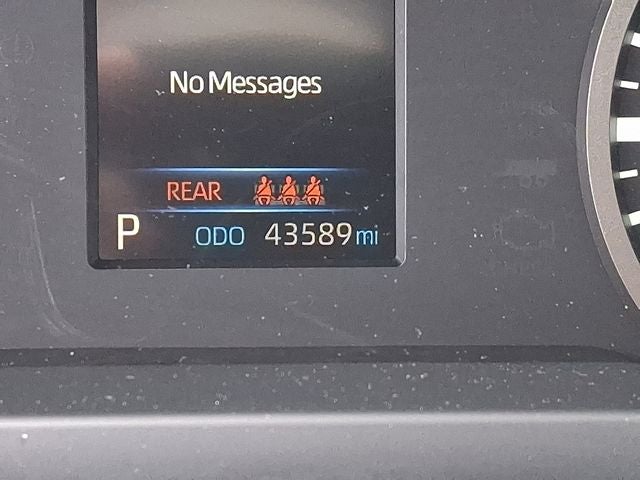 No Messages
REAR
P ODO 43589 mi